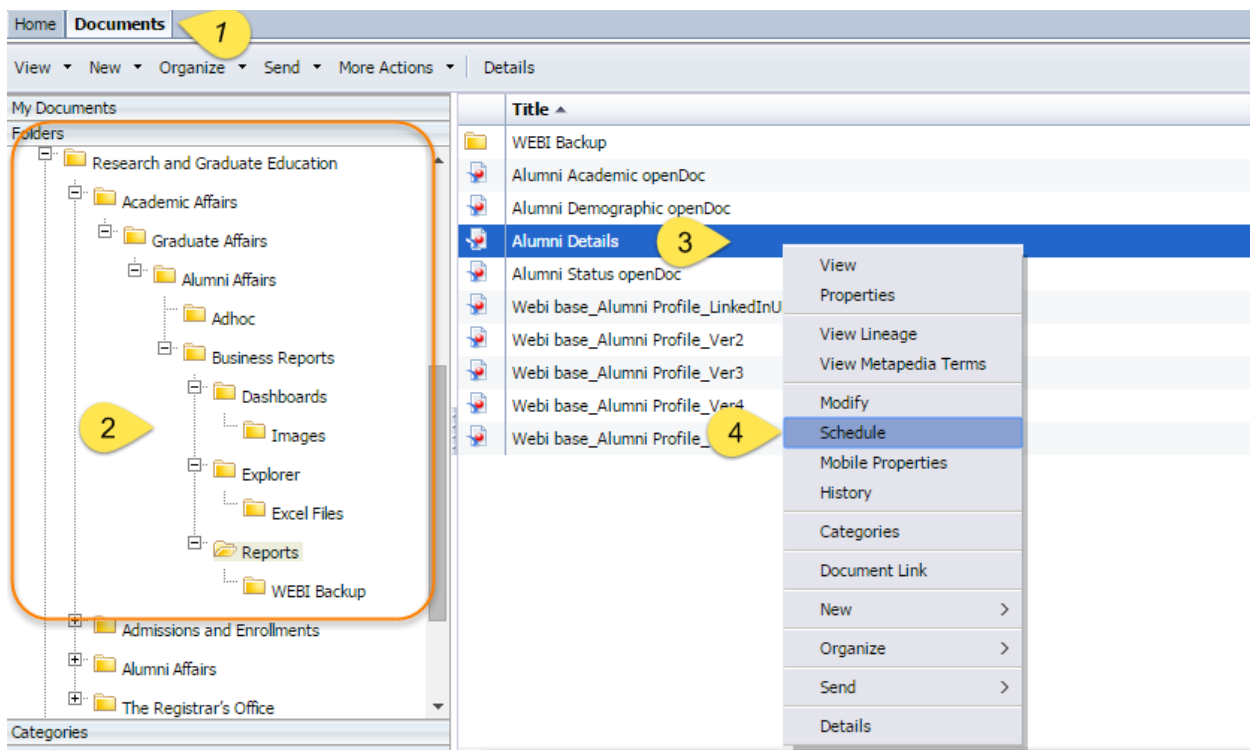 Home Documents 1
View New Organize Send More Actions Details
My Documents
Folders
Research and Graduate Education
Academic Affairs
Graduate Affairs
Alumni Affairs
Adhoc
Business Reports
Dashboards
2
Images
Explorer
Excel Files
Reports
WEBI Backup
Admissions and Enrollments
Alumni Affairs
The Registrar's Office
Categories
Title
WEBI Backup
Alumni Academic openDoc
Alumni Demographic openDoc
Alumni Details 3
Alumni Status openDoc
Webi base_Alumni Profile_LinkedInU
Webi base_Alumni Profile_Ver2
Webi base_Alumni Profile_Ver3
Webi base_Alumni Profile_Ver4
Webi base_Alumni Profile_ 4
View
Properties
View Lineage
View Metapedia Terms
Modify
Schedule
Mobile Properties
History
Categories
Document Link
New
Organize
Send
Details